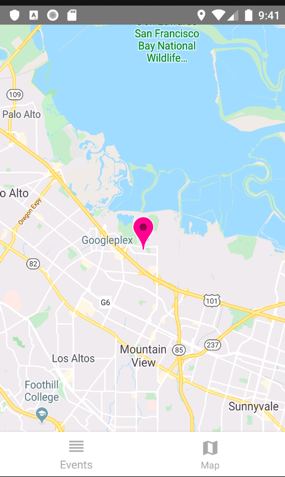 9:41
San Francisco
Bay National
Wildlife...
109
Palo Alto
o Alto
Oregon Expy
Googleplex
82
G6
101
237
85
Mountain
View
Los Altos
Foothill
College
Sunnyvale
Events
Map